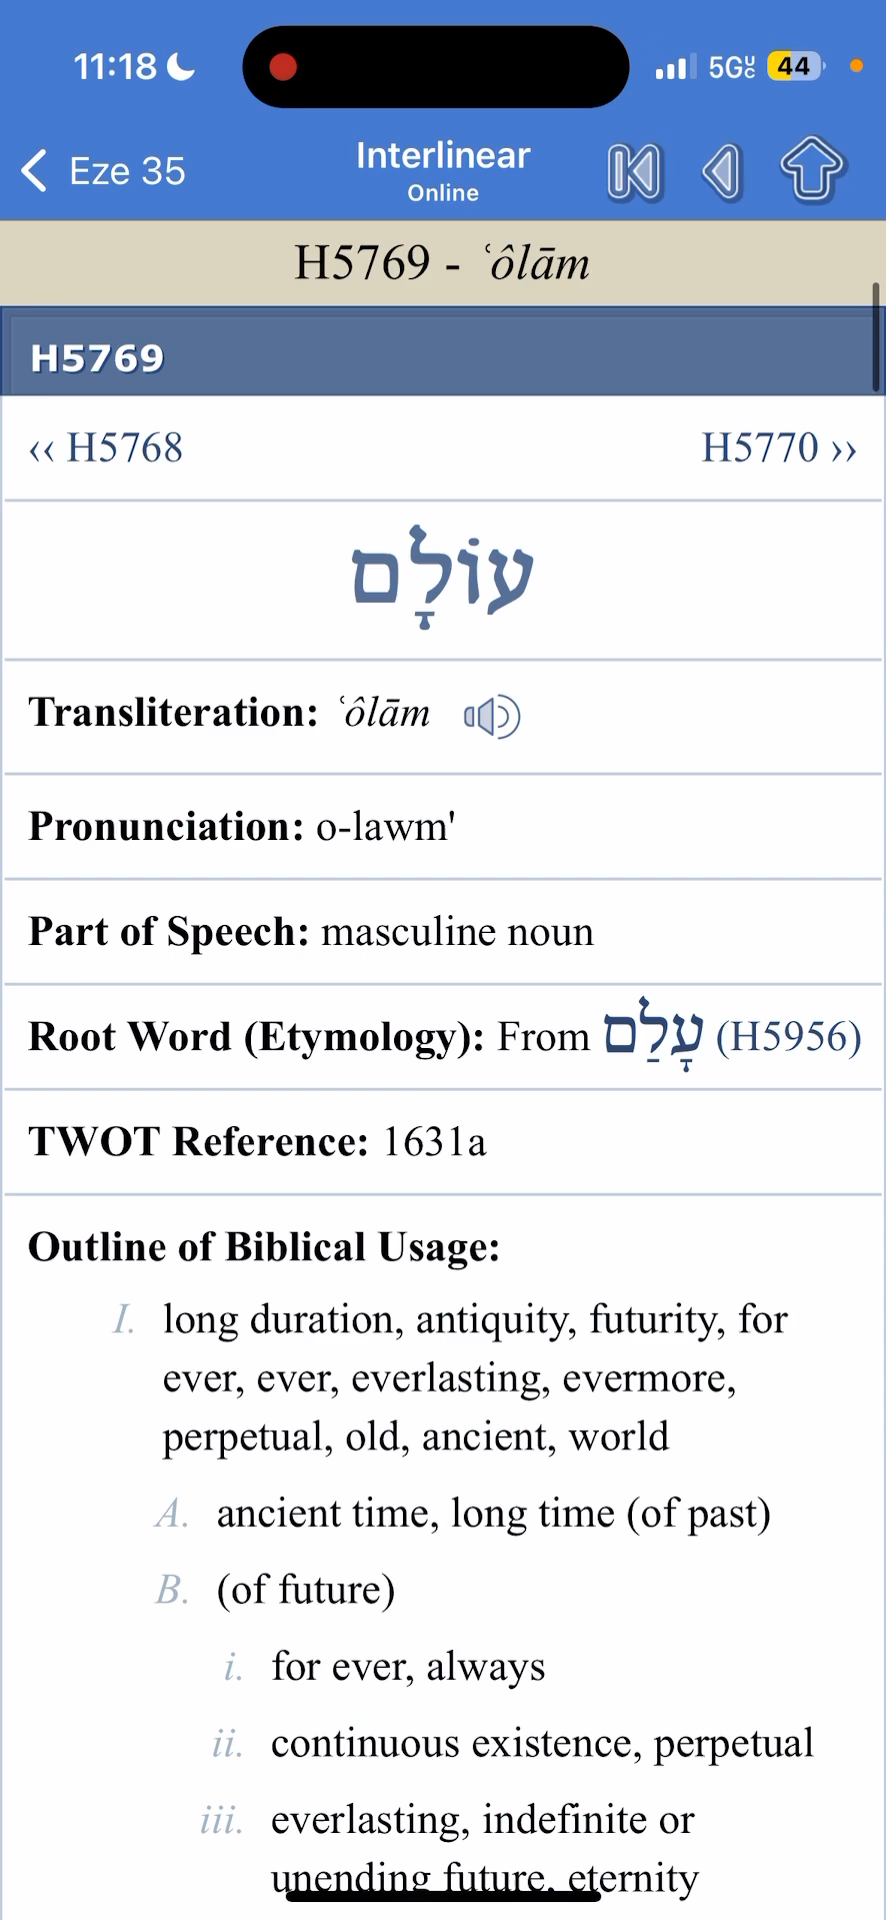 11:18 5GUC 44
Eze 35 Interlinear
Online
H5769 - ʿôlām
H5769
‹‹ H5768 H5770 ››
עוֹלָם
Transliteration: ʿôlām
Pronunciation: o-lawm'
Part of Speech: masculine noun
Root Word (Etymology): From עָלַם (H5956)
TWOT Reference: 1631a
Outline of Biblical Usage:
I. long duration, antiquity, futurity, for
ever, ever, everlasting, evermore,
perpetual, old, ancient, world
A. ancient time, long time (of past)
B. (of future)
i. for ever, always
ii. continuous existence, perpetual
iii. everlasting, indefinite or
unending future, eternity